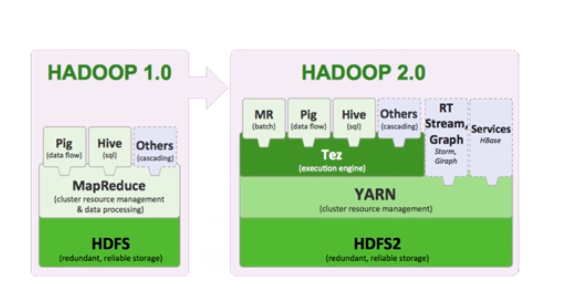 HADOOP 1.0
Pig
(data flow)
Hive
(sql)
Others
(cascading)
MapReduce
(cluster resource management
& data processing)
HDFS
(redundant, reliable storage)
HADOOP 2.0
MR
(batch)
Pig
(data flow)
Hive
(sql)
Others
(cascading)
RT
Stream,
Graph
Storm,
Giraph
Services
HBase
Tez
(execution engine)
YARN
(cluster resource management)
HDFS2
(redundant, reliable storage)